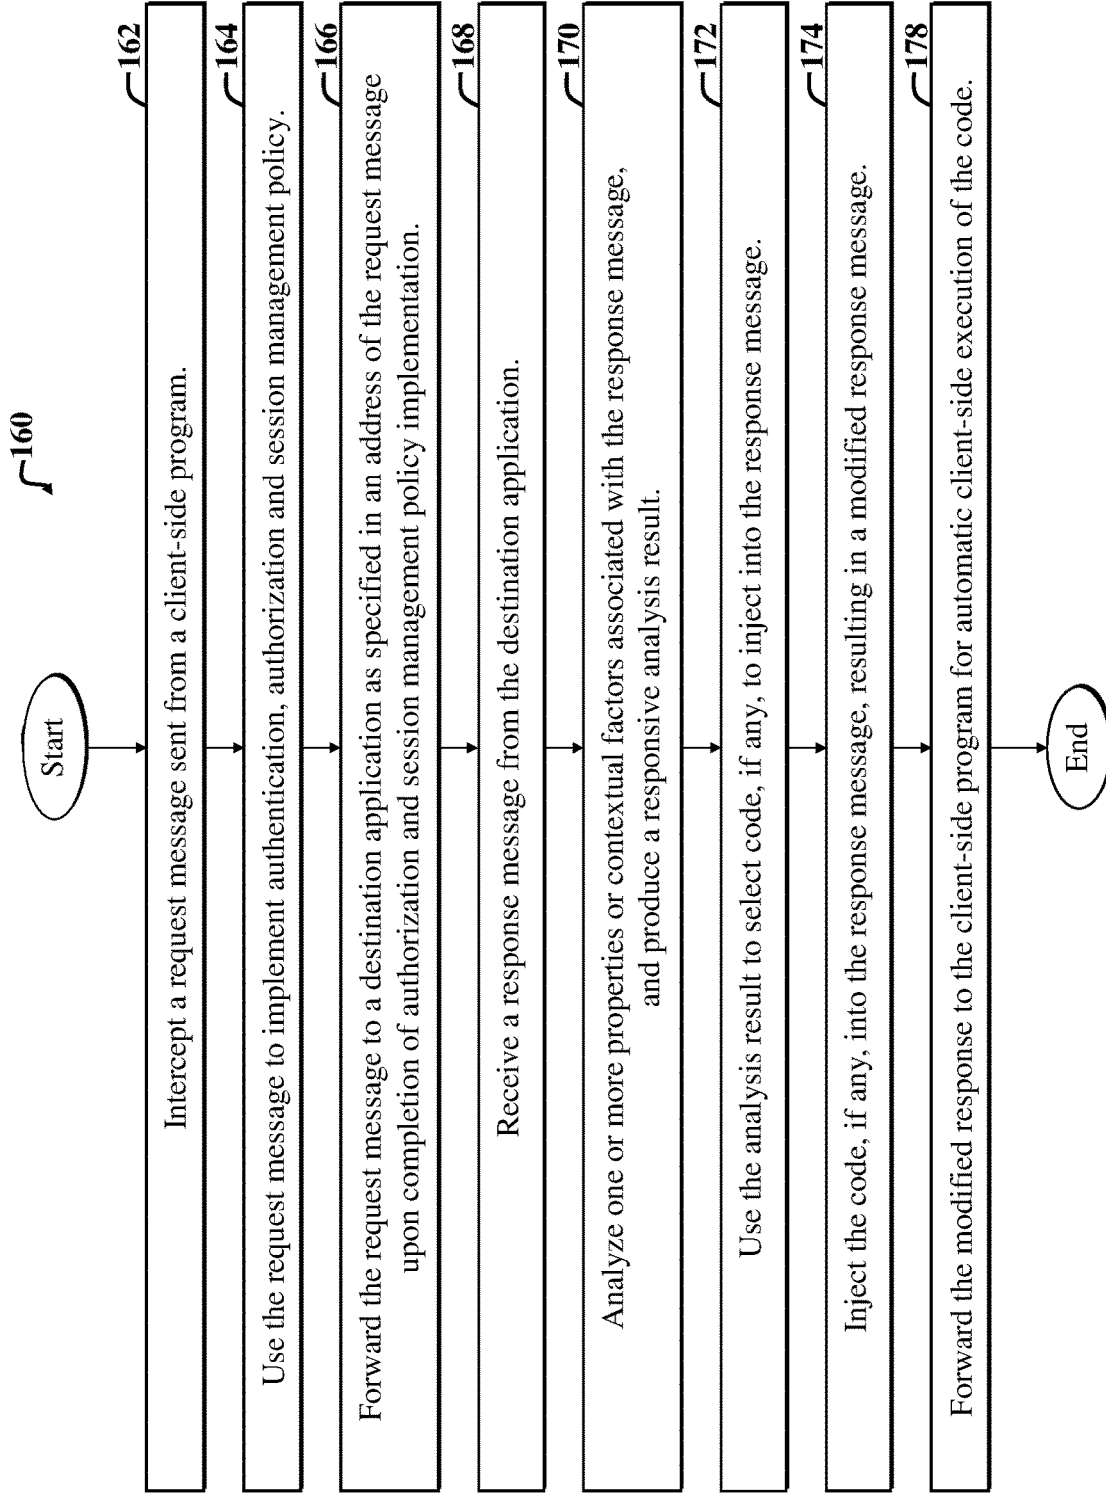 160
Start
162
Intercept a request message sent from a client-side program.
164
Use the request message to implement authentication, authorization and session management policy.
166
Forward the request message to a destination application as specified in an address of the request message
upon completion of authorization and session management policy implementation.
168
Receive a response message from the destination application.
170
Analyze one or more properties or contextual factors associated with the response message,
and produce a responsive analysis result.
172
Use the analysis result to select code, if any, to inject into the response message.
174
Inject the code, if any, into the response message, resulting in a modified response message.
178
Forward the modified response to the client-side program for automatic client-side execution of the code.
End